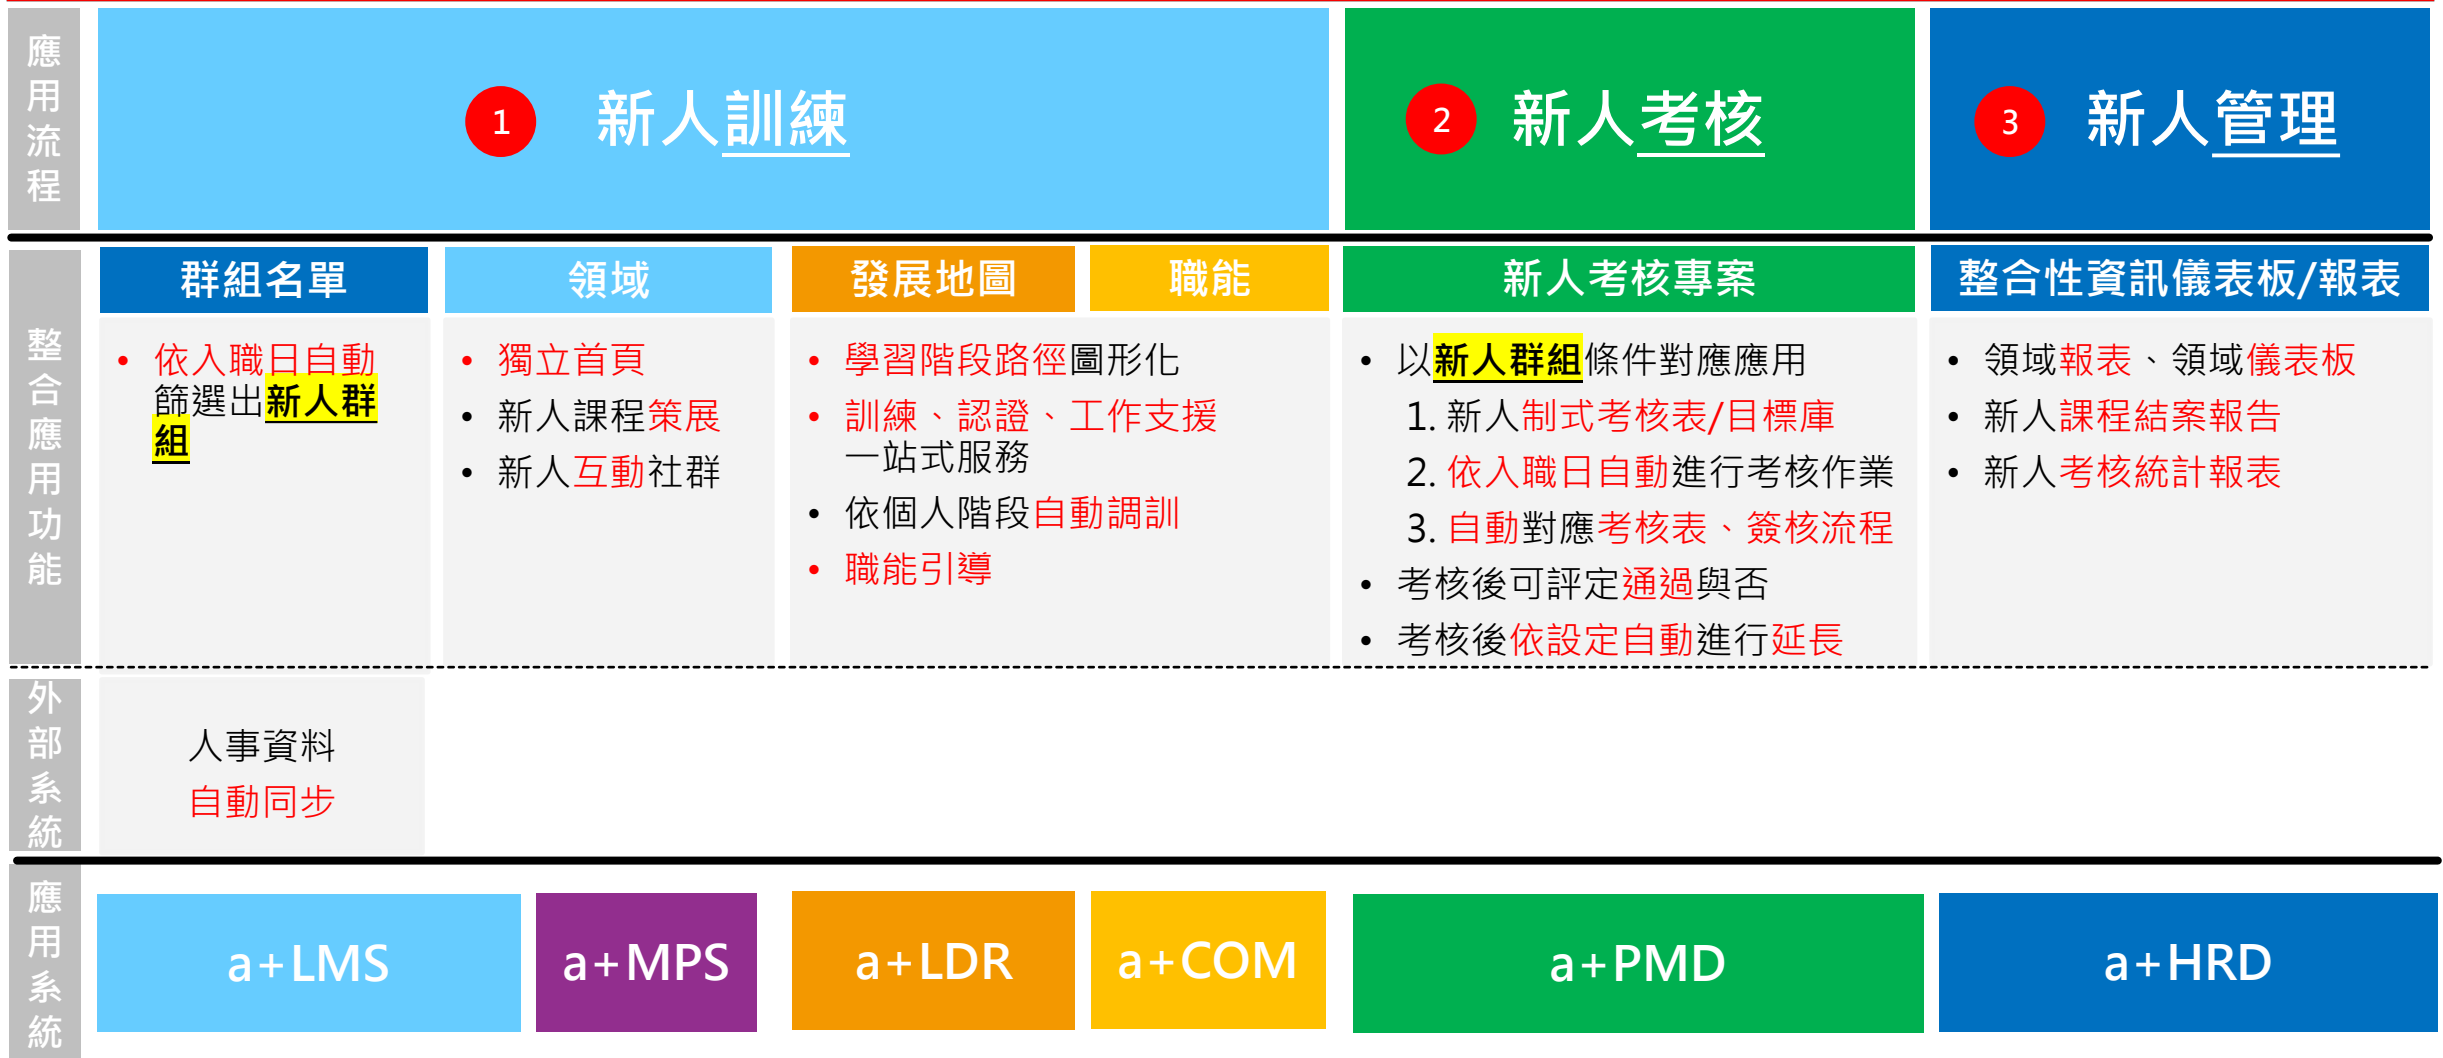 應用流程
1 新人訓練
2 新人考核
3 新人管理
整合應用功能
群組名單
• 依入職日自動
篩選出新人群
組
領域
• 獨立首頁
• 新人課程策展
• 新人互動社群
發展地圖
職能
• 學習階段路徑圖形化
• 訓練、認證、工作支援
一站式服務
• 依個人階段自動調訓
• 職能引導
新人考核專案
• 以新人群組條件對應應用
1. 新人制式考核表/目標庫
2. 依入職日自動進行考核作業
3. 自動對應考核表、簽核流程
• 考核後可評定通過與否
• 考核後依設定自動進行延長
整合性資訊儀表板/報表
• 領域報表、領域儀表板
• 新人課程結案報告
• 新人考核統計報表
外部系統
人事資料
自動同步
應用系統
a+LMS
a+MPS
a+LDR
a+COM
a+PMD
a+HRD